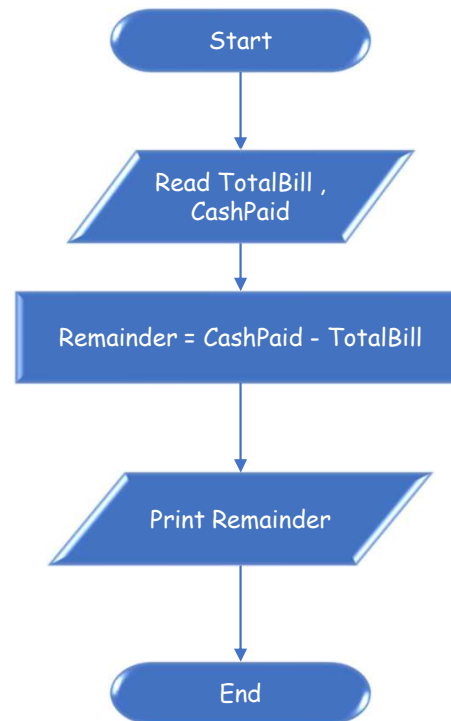 Start
Read TotalBill ,
CashPaid
Remainder = CashPaid - TotalBill
Print Remainder
End